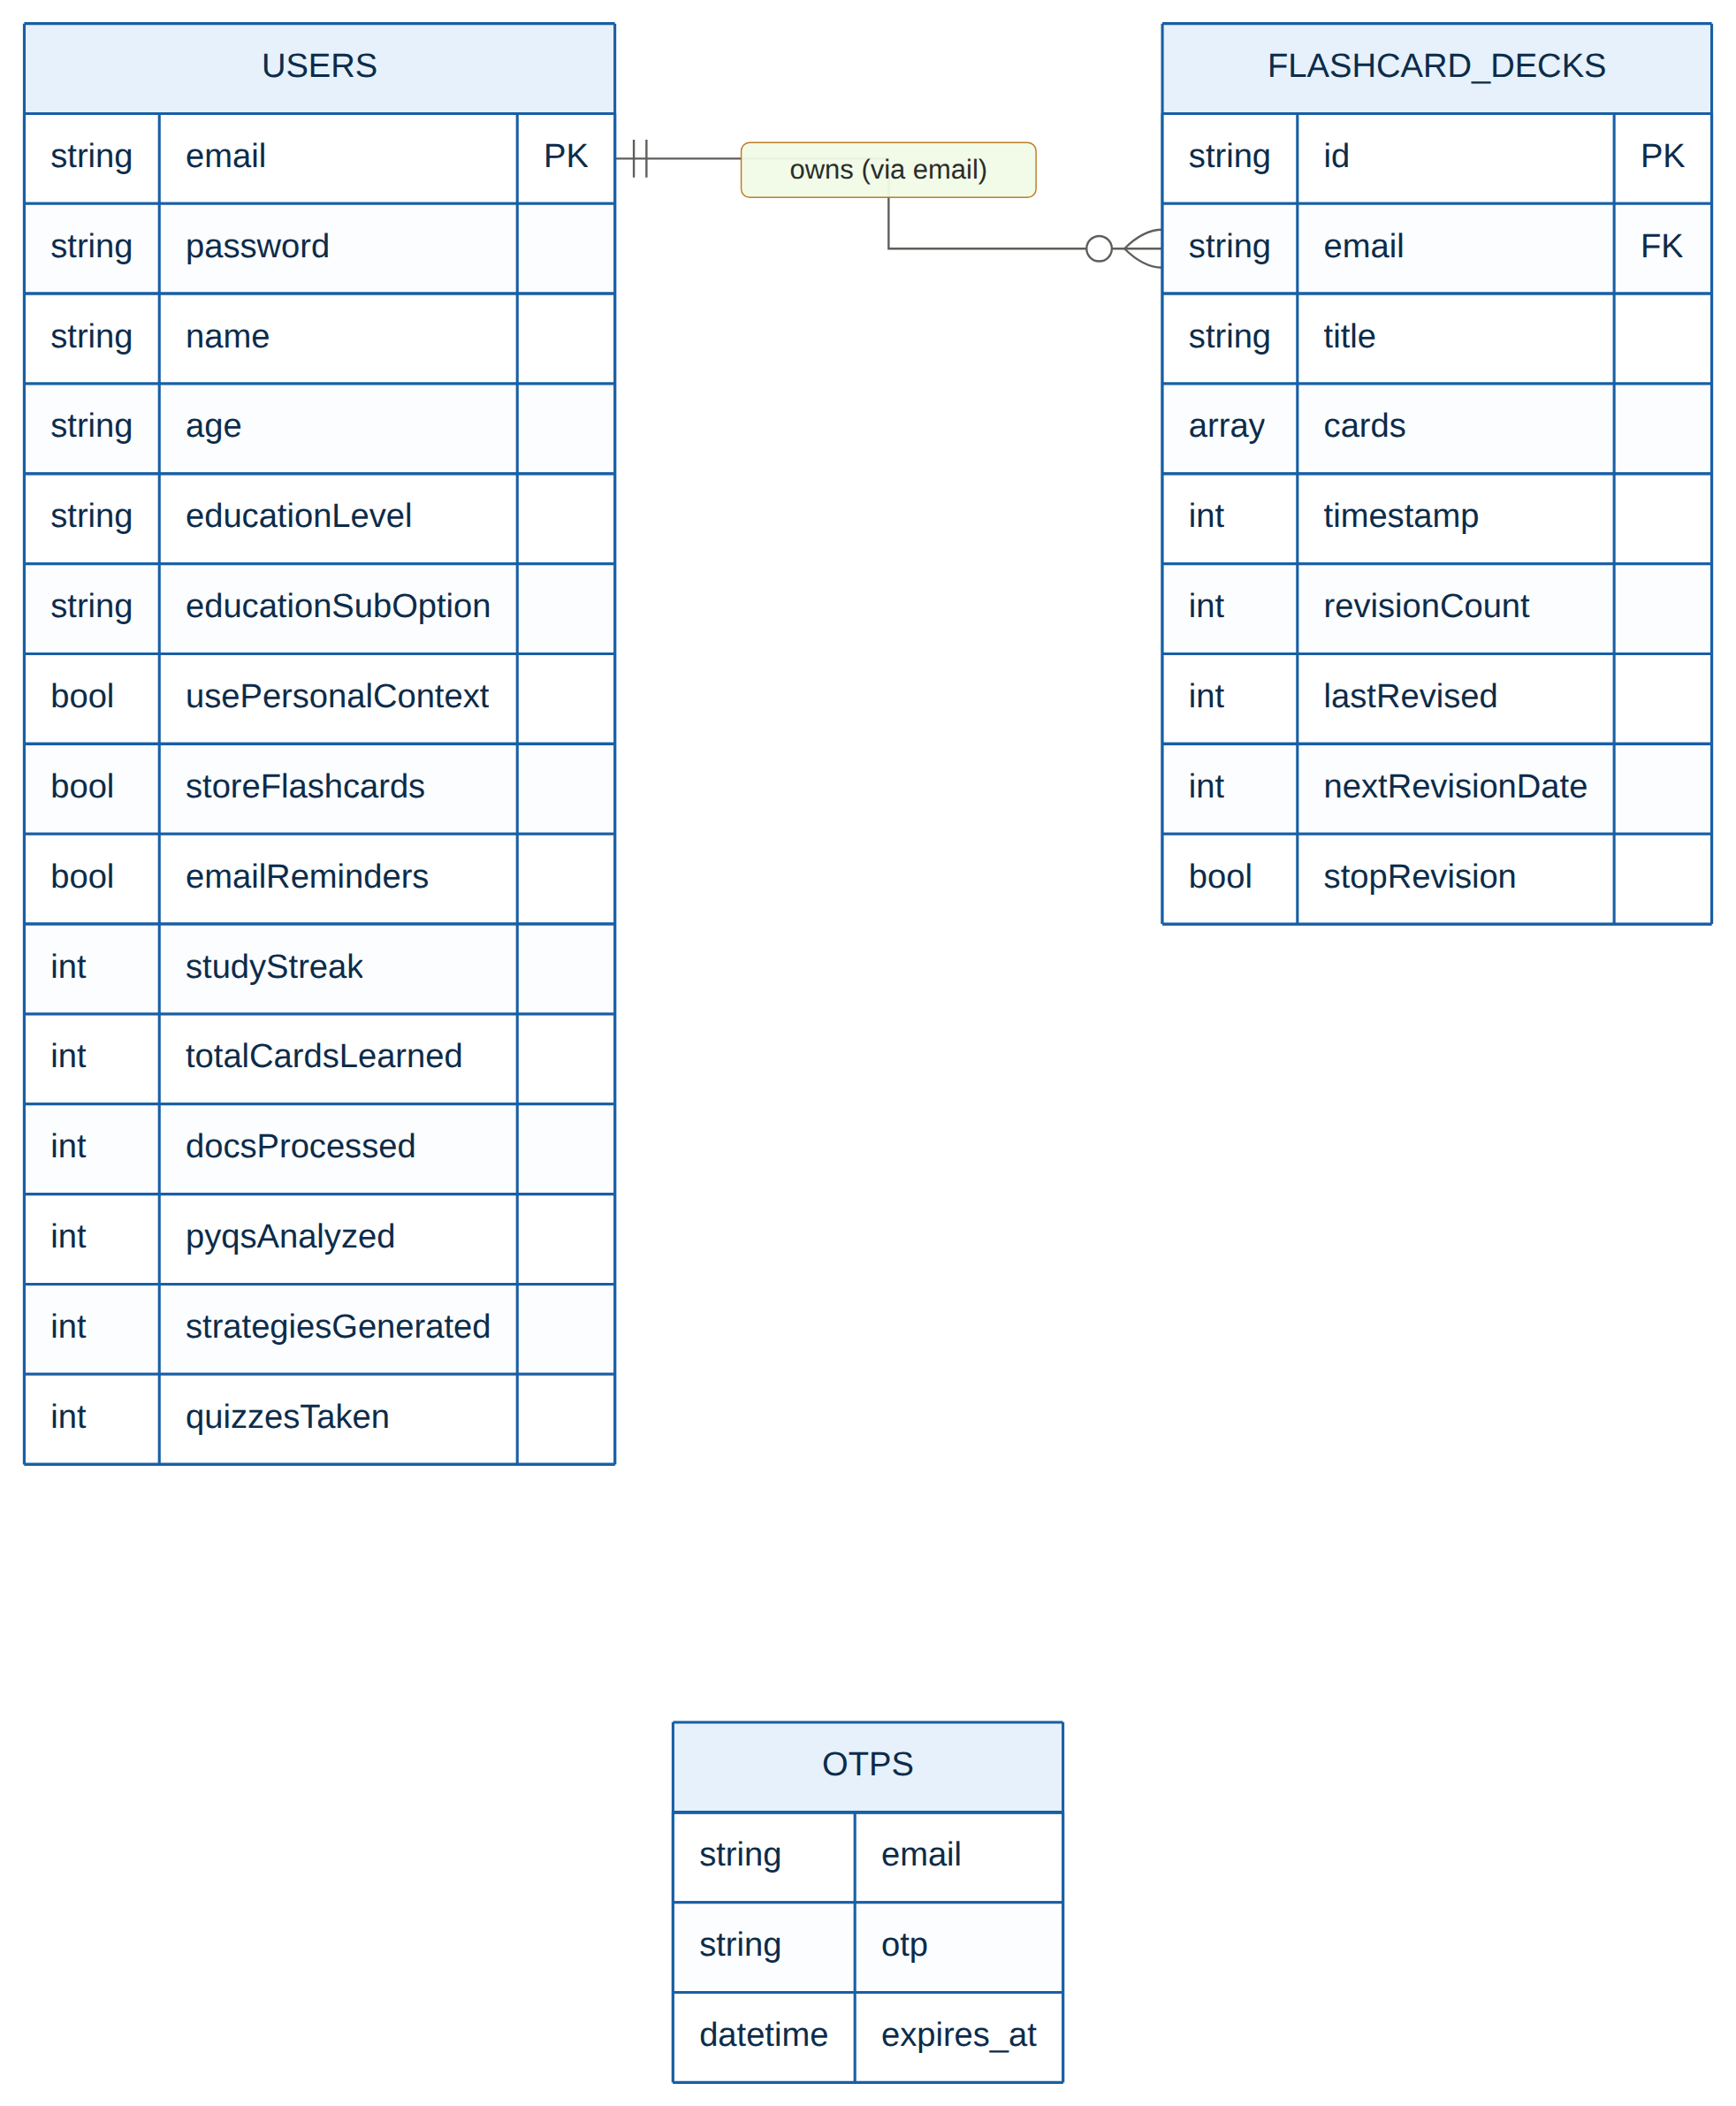 USERS
string email PK
string password
string name
string age
string educationLevel
string educationSubOption
bool usePersonalContext
bool storeFlashcards
bool emailReminders
int studyStreak
int totalCardsLearned
int docsProcessed
int pyqsAnalyzed
int strategiesGenerated
int quizzesTaken
owns (via email)
FLASHCARD_DECKS
string id PK
string email FK
string title
array cards
int timestamp
int revisionCount
int lastRevised
int nextRevisionDate
bool stopRevision
OTPS
string email
string otp
datetime expires_at